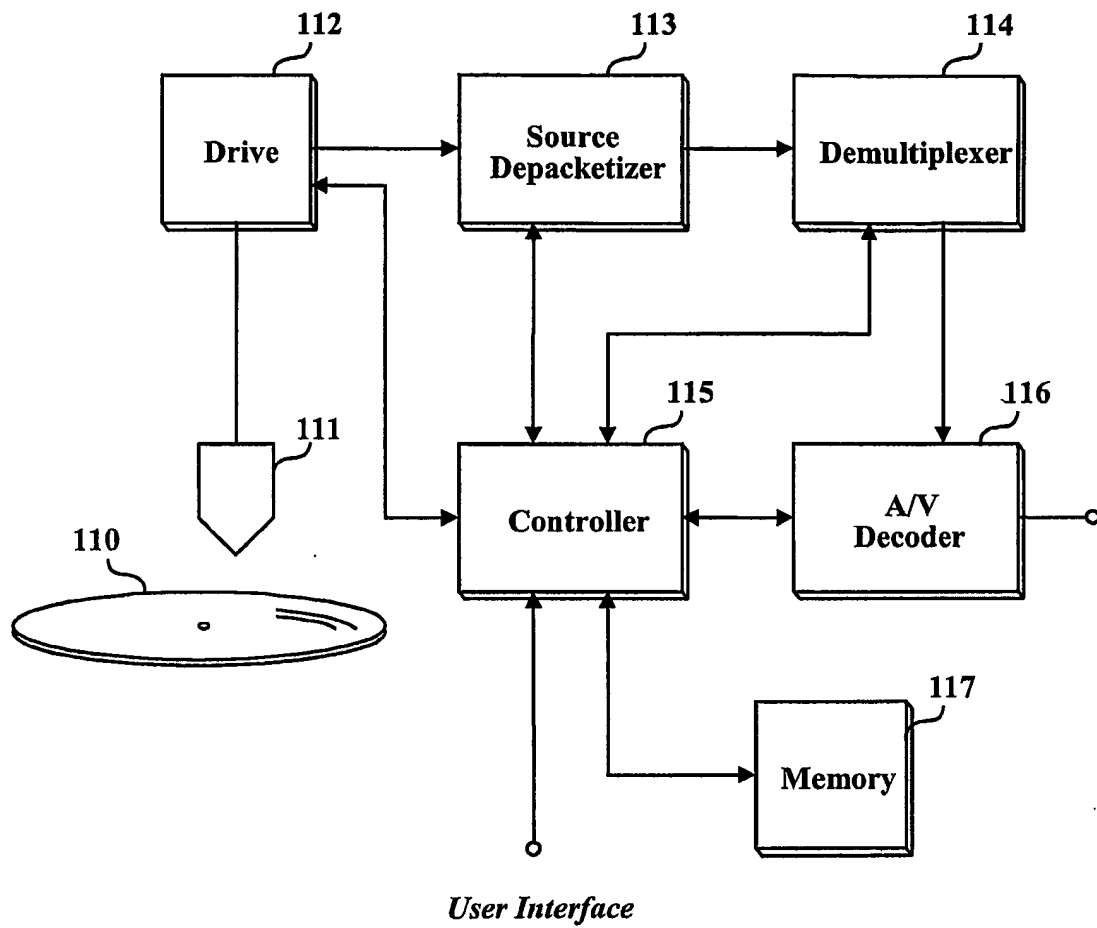 112
113
114
Drive
Source
Depacketizer
Demultiplexer
111
115
116
110
Controller
A/V
Decoder
117
Memory
User Interface